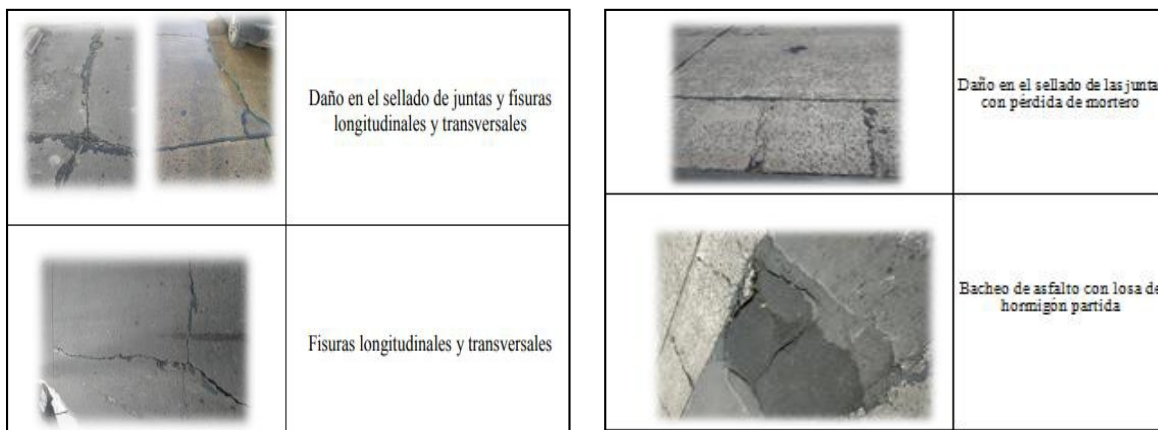 Daño en el sellado de juntas y fisuras
longitudinales y transversales
Fisuras longitudinales y transversales
Daño en el sellado de las junta
con pérdida de mortero
Bacheo de asfalto con losa de
hormigón partida